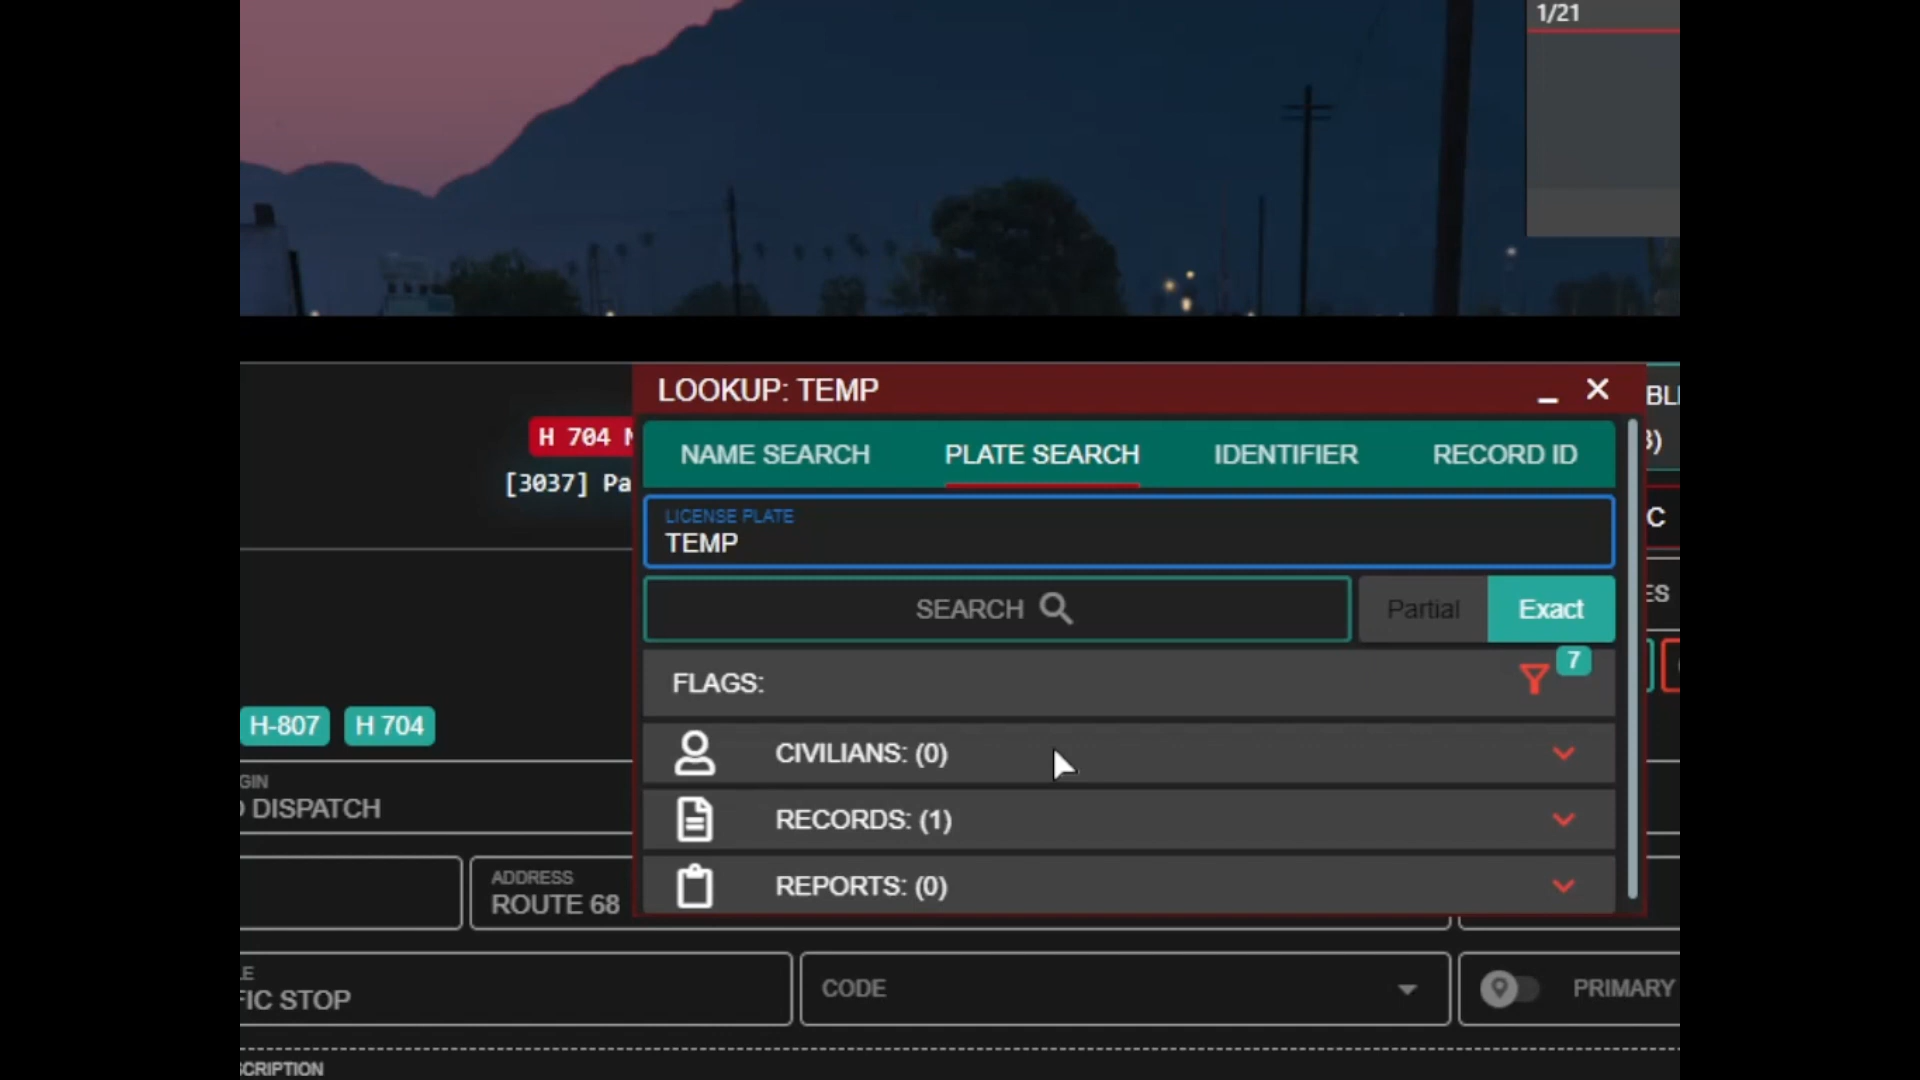 1/21
LOOKUP: TEMP
H 704
[3037]
NAME SEARCH PLATE SEARCH IDENTIFIER RECORD ID
LICENSE PLATE
TEMP
SEARCH Partial Exact
FLAGS: 7
H-807 H 704
CIVILIANS: (0)
RECORDS: (1)
REPORTS: (0)
DISPATCH
ADDRESS
ROUTE 68
STOP
CODE
PRIMARY